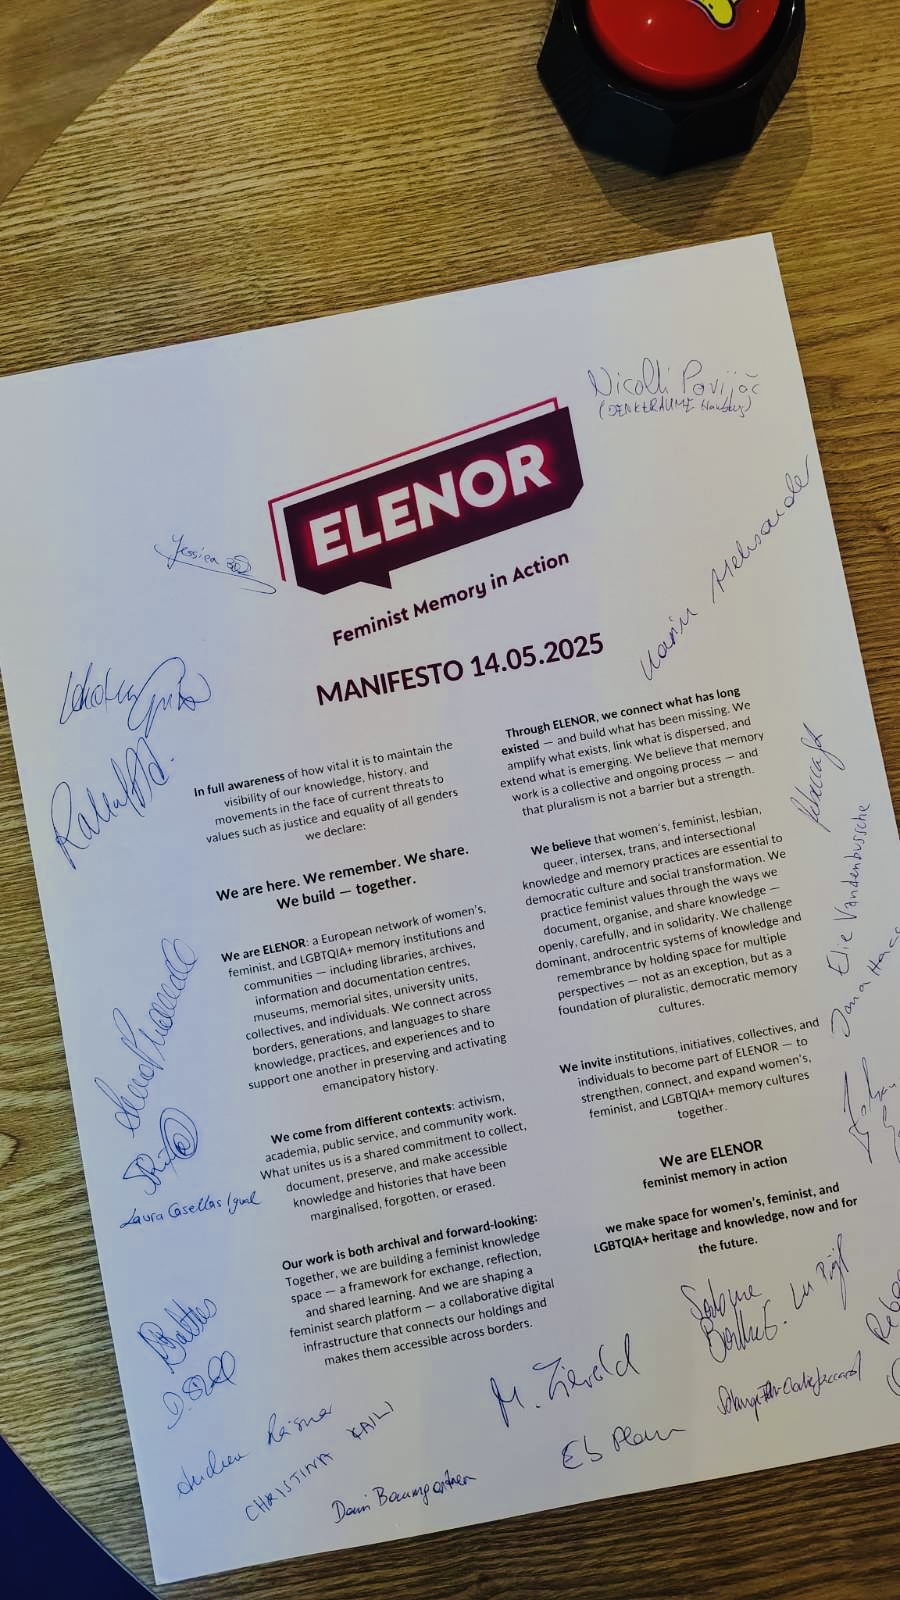 ELENOR
Feminist Memory in Action
MANIFESTO 14.05.2025
In full awareness of how vital it is to maintain the
visibility of our knowledge, history, and
movements in the face of current threats to
values such as justice and equality of all genders
we declare:
We are here. We remember. We share.
We build — together.
We are ELENOR: a European network of women's,
feminist, and LGBTQIA+ memory institutions and
communities — including libraries, archives,
information and documentation centres,
museums, memorial sites, university units,
collectives, and individuals. We connect across
borders, generations, and languages to share
knowledge, practices, and experiences and to
support one another in preserving and activating
emancipatory history.
We come from different contexts: activism,
academia, public service, and community work.
What unites us is a shared commitment to collect,
document, preserve, and make accessible
knowledge and histories that have been
marginalised, forgotten, or erased.
Our work is both archival and forward-looking:
Together, we are building a feminist knowledge
space — a framework for exchange, reflection,
and shared learning. And we are shaping a
feminist search platform — a collaborative digital
infrastructure that connects our holdings and
makes them accessible across borders.
Through ELENOR, we connect what has long
existed — and build what has been missing. We
amplify what exists, link what is dispersed, and
extend what is emerging. We believe that memory
work is a collective and ongoing process — and
that pluralism is not a barrier but a strength.
We believe that women's, feminist, lesbian,
queer, intersex, trans, and intersectional
knowledge and memory practices are essential to
democratic culture and social transformation. We
practice feminist values through the ways we
document, organise, and share knowledge —
openly, carefully, and in solidarity. We challenge
dominant, androcentric systems of knowledge and
remembrance by holding space for multiple
perspectives — not as an exception, but as a
foundation of pluralistic, democratic memory
cultures.
We invite institutions, initiatives, collectives, and
individuals to become part of ELENOR — to
strengthen, connect, and expand women's,
feminist, and LGBTQIA+ memory cultures
together.
We are ELENOR
feminist memory in action
we make space for women's, feminist, and
LGBTQIA+ heritage and knowledge, now and for
the future.
Jessica
Elie Vandenbussche
Laura Casellas Igual
CHRISTINA